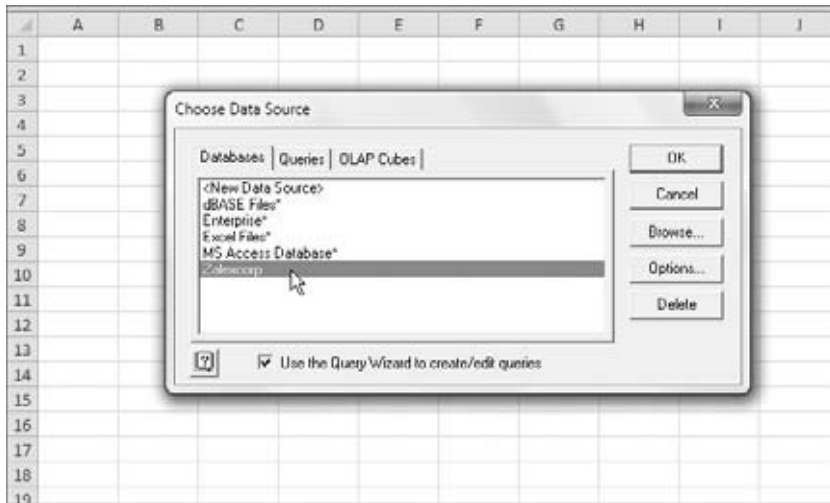 A B C D E F G H I J
1
2
3
Choose Data Source
4
5
Databases Queries OLAP Cubes OK
6
<New Data Source>
7
dBASE Files*
Cancel
8
Enterprise*
Excel Files*
Browse...
9
MS Access Database*
10
Zalexcorp
Options...
11
12
Delete
13
Use the Query Wizard to create/edit queries
14
15
16
17
18
19